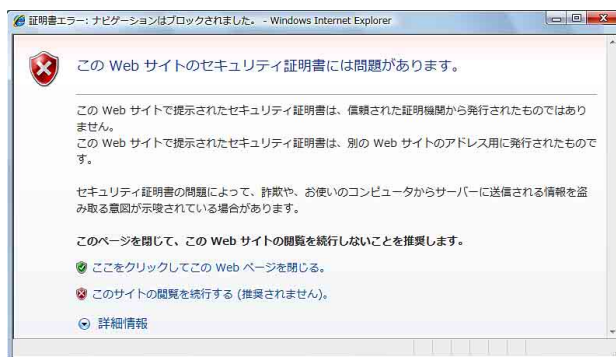 証明書エラー: ナビゲーションはブロックされました。 - Windows Internet Explorer
この Web サイトのセキュリティ証明書には問題があります。
この Web サイトで提示されたセキュリティ証明書は、信頼された証明機関から発行されたものではあり
ません。
この Web サイトで提示されたセキュリティ証明書は、別の Web サイトのアドレス用に発行されたもので
す。
セキュリティ証明書の問題によって、詐欺や、お使いのコンピュータからサーバーに送信される情報を盗
み取る意図が示唆されている場合があります。
このページを閉じて、この Web サイトの閲覧を続行しないことを推奨します。
ここをクリックしてこの Web ページを閉じる。
このサイトの閲覧を続行する (推奨されません)。
詳細情報